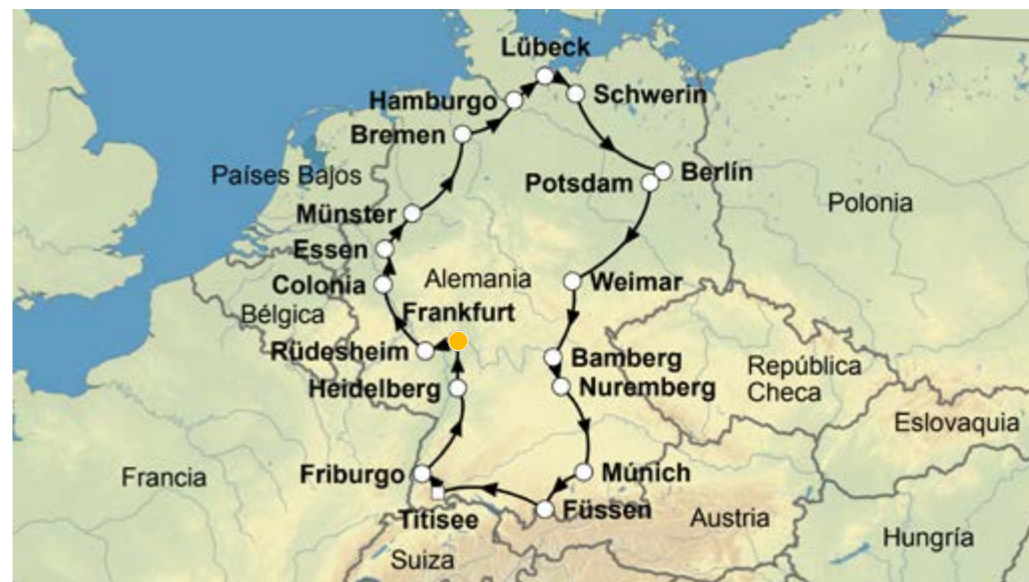 Lübeck
Hamburgo
Schwerin
Bremen
Países Bajos
Berlín
Potsdam
Polonia
Münster
Essen
Alemania
Weimar
Colonia
Bélgica
Frankfurt
Rüdesheim
Bamberg
República
Checa
Heidelberg
Nuremberg
Eslovaquia
Francia
Friburgo
Múnich
Titisee
Füssen
Austria
Hungría
Suiza